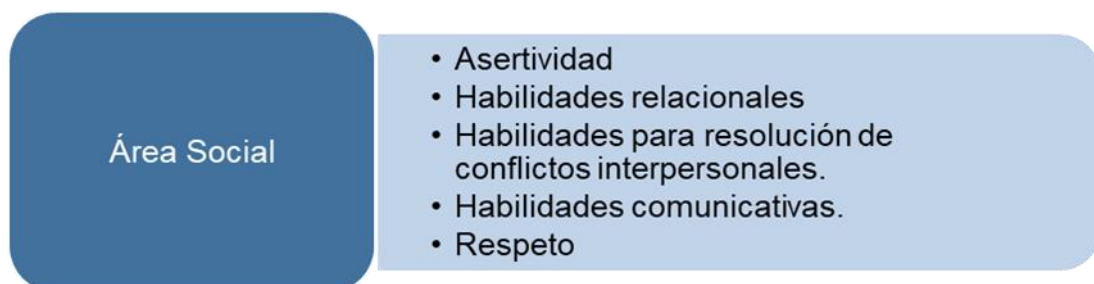 Área Social
• Asertividad
• Habilidades relacionales
• Habilidades para resolución de
conflictos interpersonales.
• Habilidades comunicativas.
• Respeto